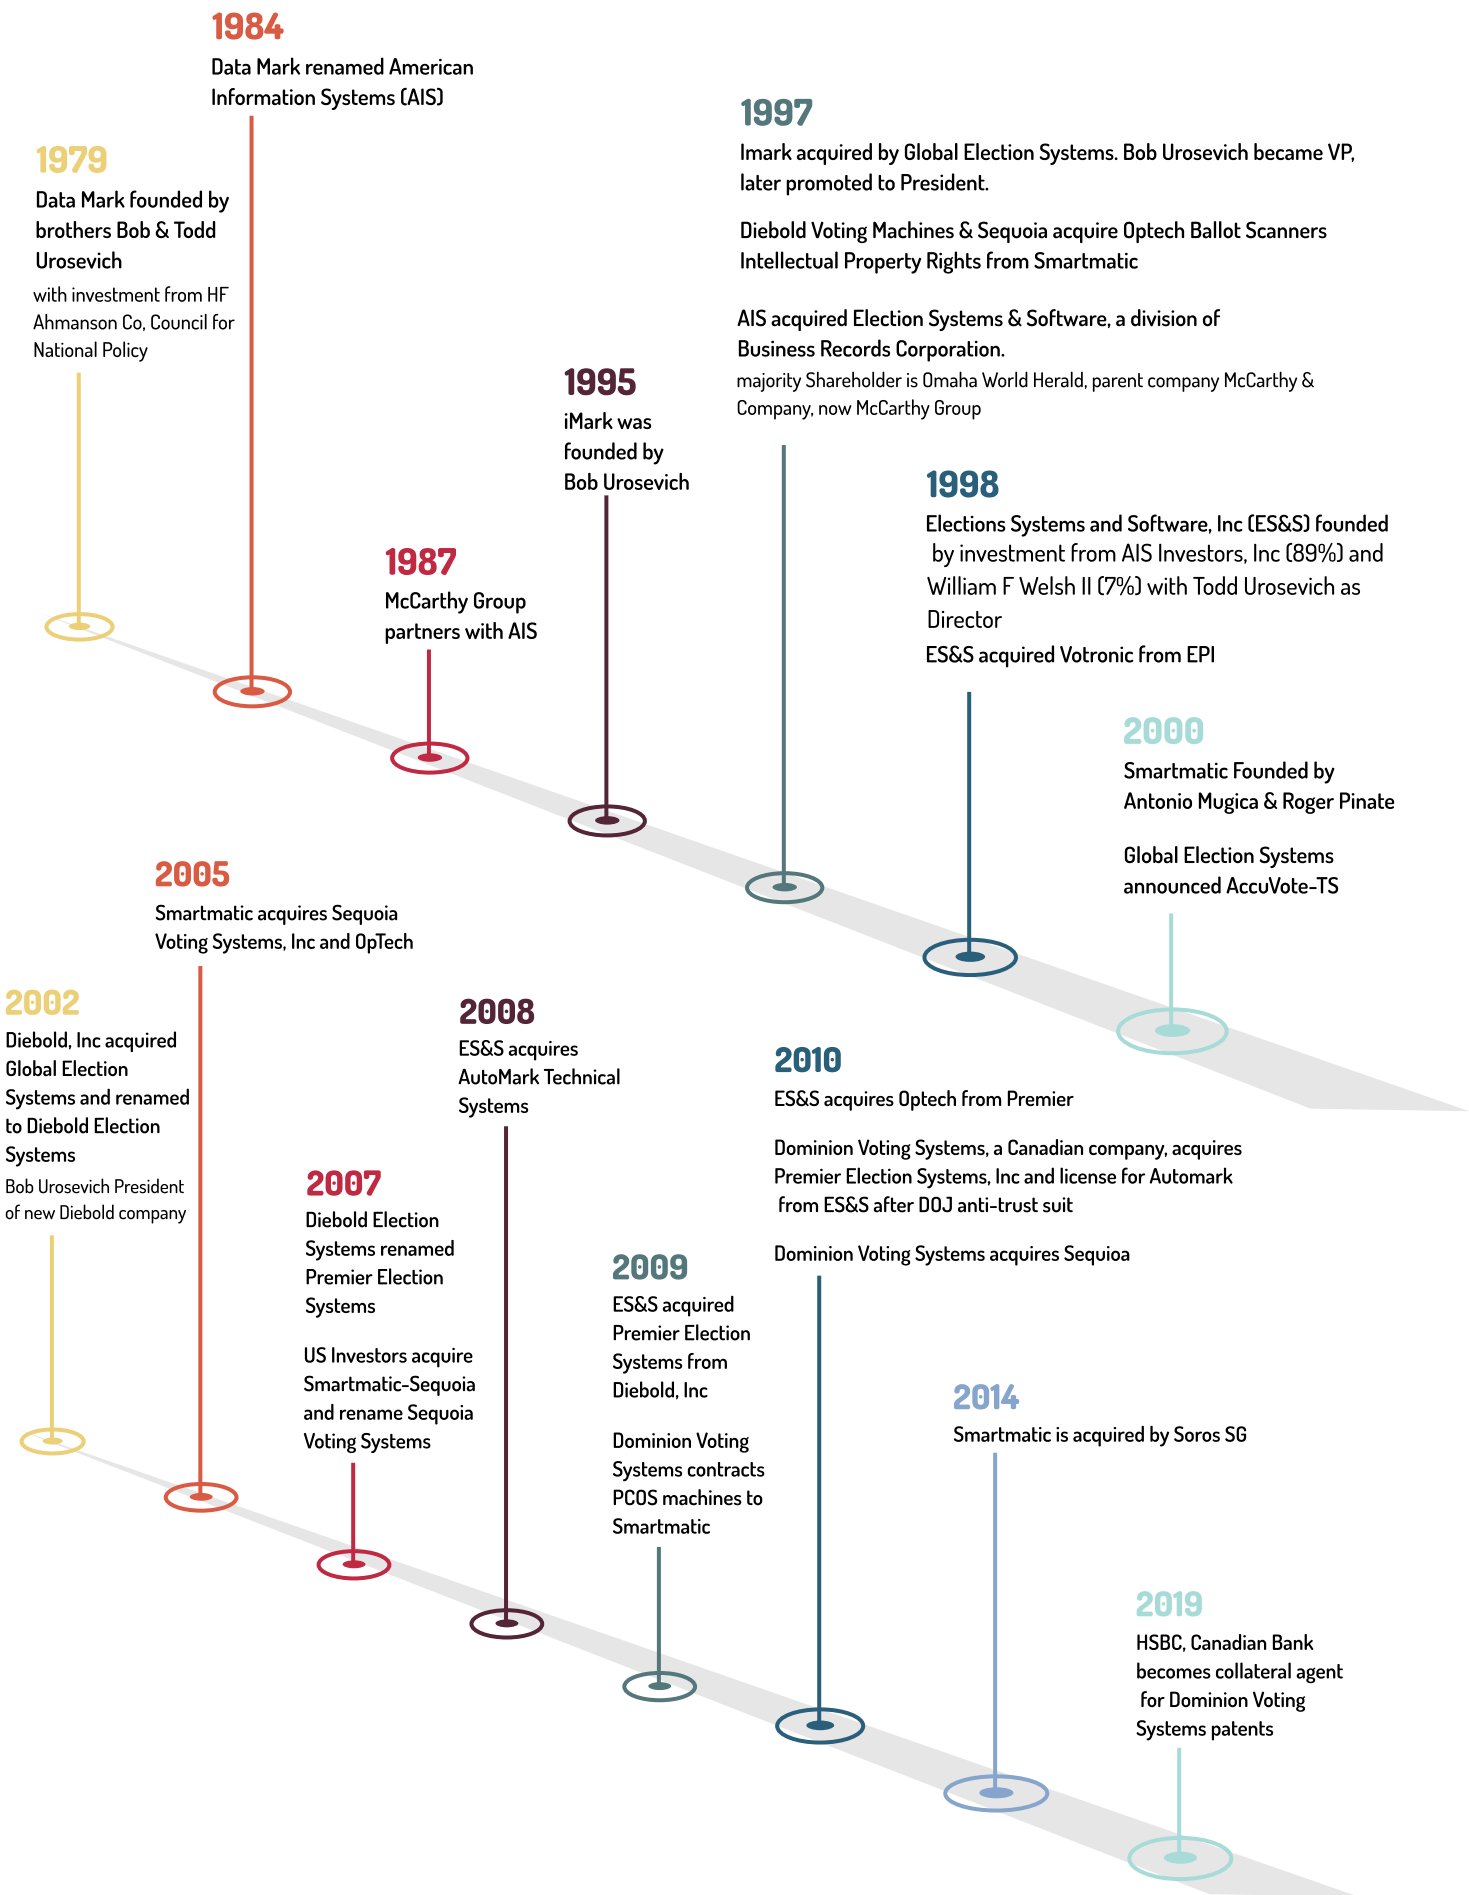 1984
Data Mark renamed American
Information Systems (AIS)
1979
Data Mark founded by
brothers Bob & Todd
Urosevich
with investment from HF
Ahmanson Co, Council for
National Policy
1997
Imark acquired by Global Election Systems. Bob Urosevich became VP,
later promoted to President.
Diebold Voting Machines & Sequoia acquire Optech Ballot Scanners
Intellectual Property Rights from Smartmatic
AIS acquired Election Systems & Software, a division of
Business Records Corporation.
majority Shareholder is Omaha World Herald, parent company McCarthy &
Company, now McCarthy Group
1995
iMark was
founded by
Bob Urosevich
1987
McCarthy Group
partners with AIS
1998
Elections Systems and Software, Inc (ES&S) founded
by investment from AIS Investors, Inc (89%) and
William F Welsh II (7%) with Todd Urosevich as
Director
ES&S acquired Votronic from EPI
2000
Smartmatic Founded by
Antonio Mugica & Roger Pinate
Global Election Systems
announced AccuVote-TS
2005
Smartmatic acquires Sequoia
Voting Systems, Inc and OpTech
2002
Diebold, Inc acquired
Global Election
Systems and renamed
to Diebold Election
Systems
Bob Urosevich President
of new Diebold company
2008
ES&S acquires
AutoMark Technical
Systems
2007
Diebold Election
Systems renamed
Premier Election
Systems
US Investors acquire
Smartmatic-Sequoia
and rename Sequoia
Voting Systems
2010
ES&S acquires Optech from Premier
Dominion Voting Systems, a Canadian company, acquires
Premier Election Systems, Inc and license for Automark
from ES&S after DOJ anti-trust suit
Dominion Voting Systems acquires Sequioa
2009
ES&S acquired
Premier Election
Systems from
Diebold, Inc
Dominion Voting
Systems contracts
PCOS machines to
Smartmatic
2014
Smartmatic is acquired by Soros SG
2019
HSBC, Canadian Bank
becomes collateral agent
for Dominion Voting
Systems patents